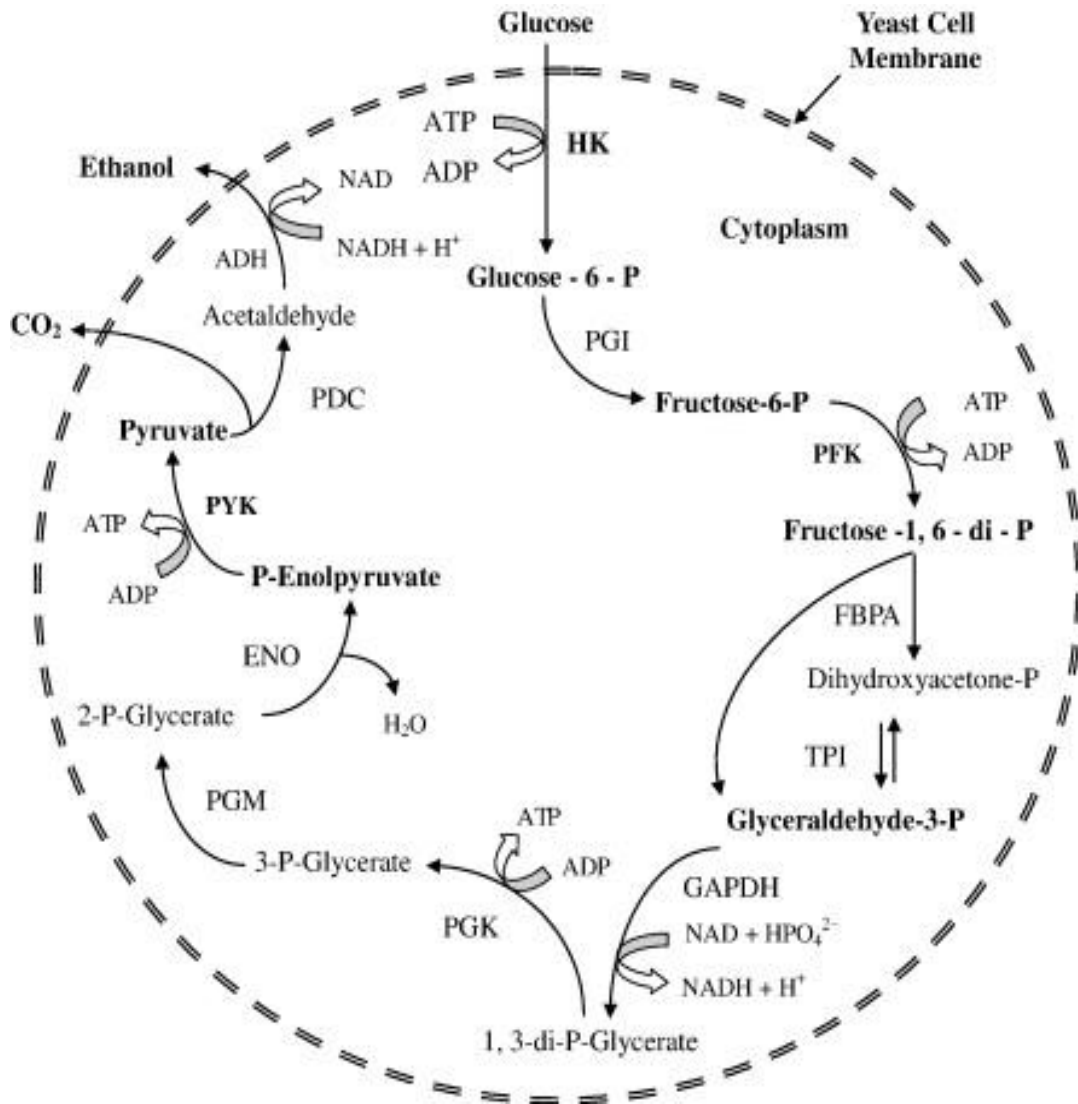 Glucose
Yeast Cell
Membrane
ATP
HK
ADP
Ethanol
NAD
NADH + H⁺
ADH
Cytoplasm
Glucose - 6 - P
Acetaldehyde
CO₂
PGI
PDC
Pyruvate
Fructose-6-P
ATP
PFK
ADP
PYK
ATP
ADP
Fructose -1, 6 - di - P
P-Enolpyruvate
FBPA
ENO
Dihydroxyacetone-P
2-P-Glycerate
H₂O
TPI
PGM
Glyceraldehyde-3-P
ATP
3-P-Glycerate
ADP
GAPDH
PGK
NAD + HPO₄²⁻
NADH + H⁺
1, 3-di-P-Glycerate